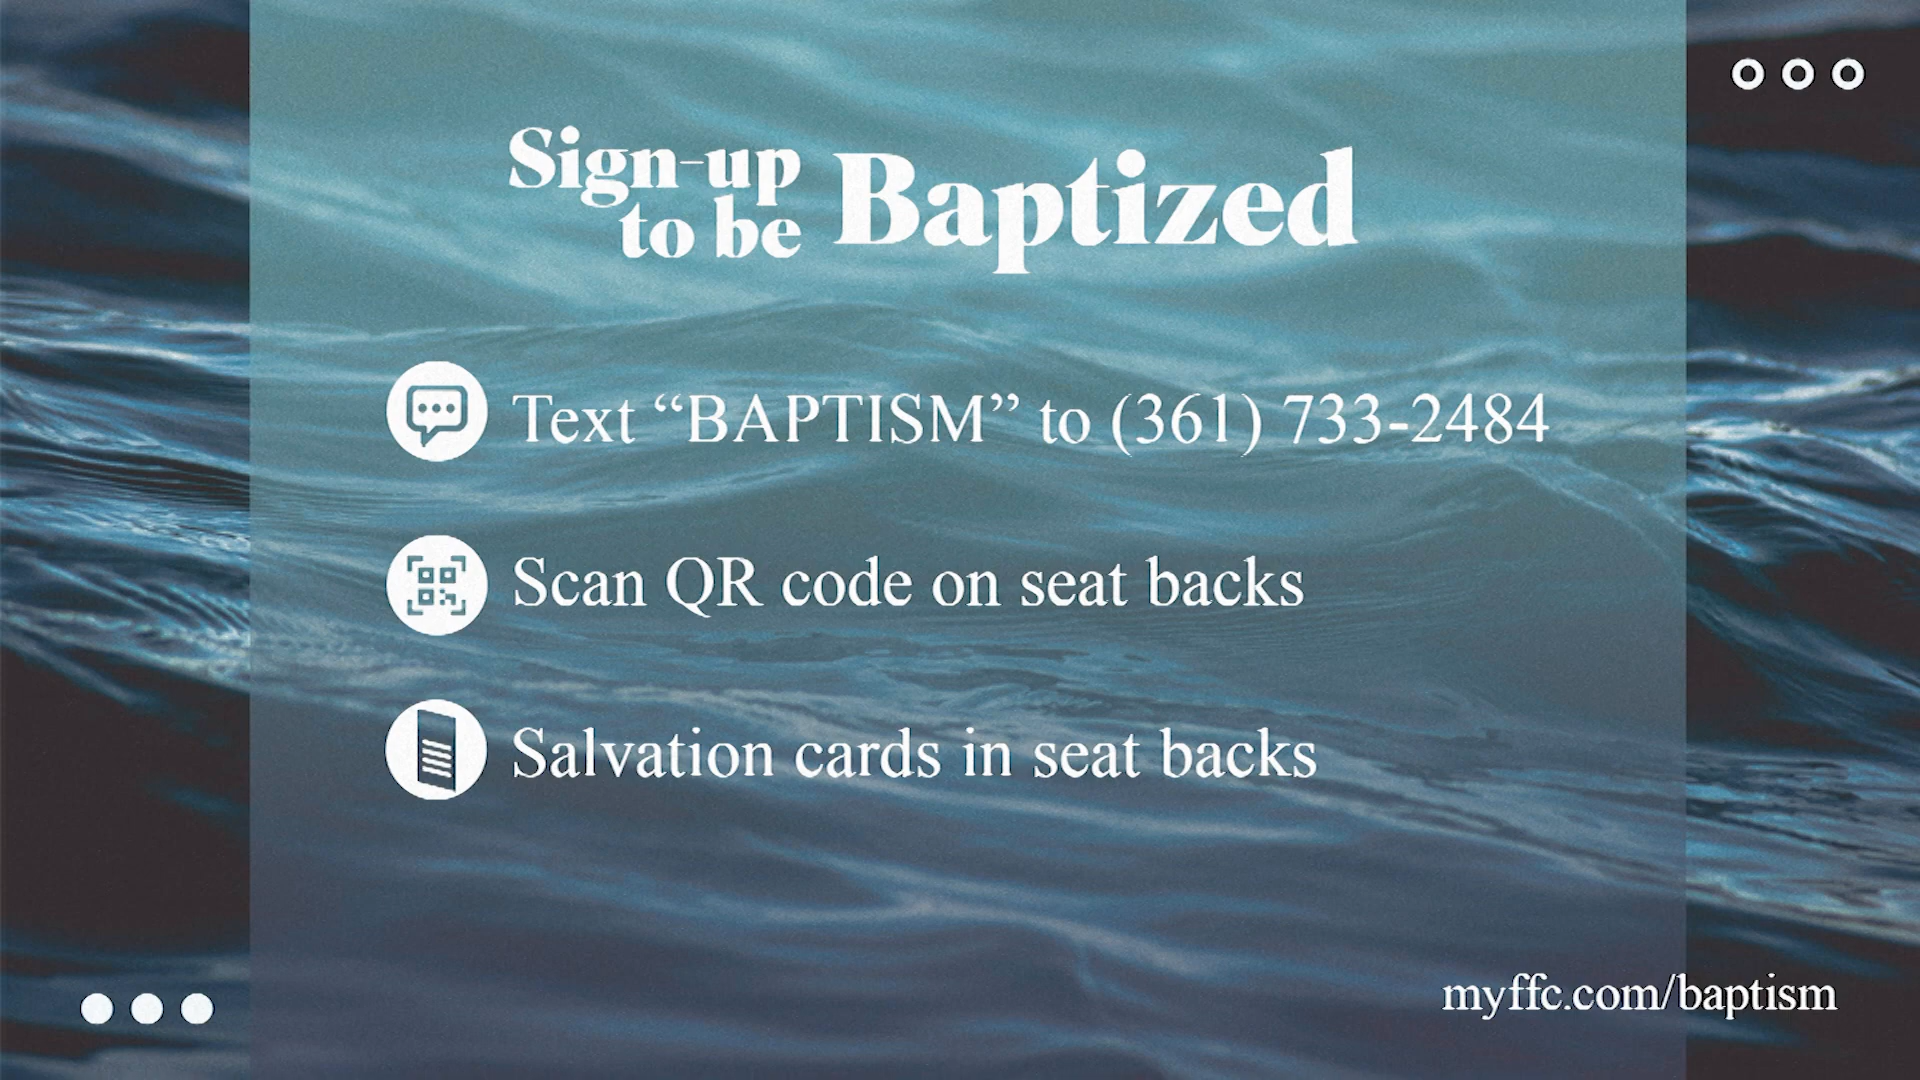 Sign-up
to be
Baptized
Text “BAPTISM” to (361) 733-2484
Scan QR code on seat backs
Salvation cards in seat backs
myffc.com/baptism